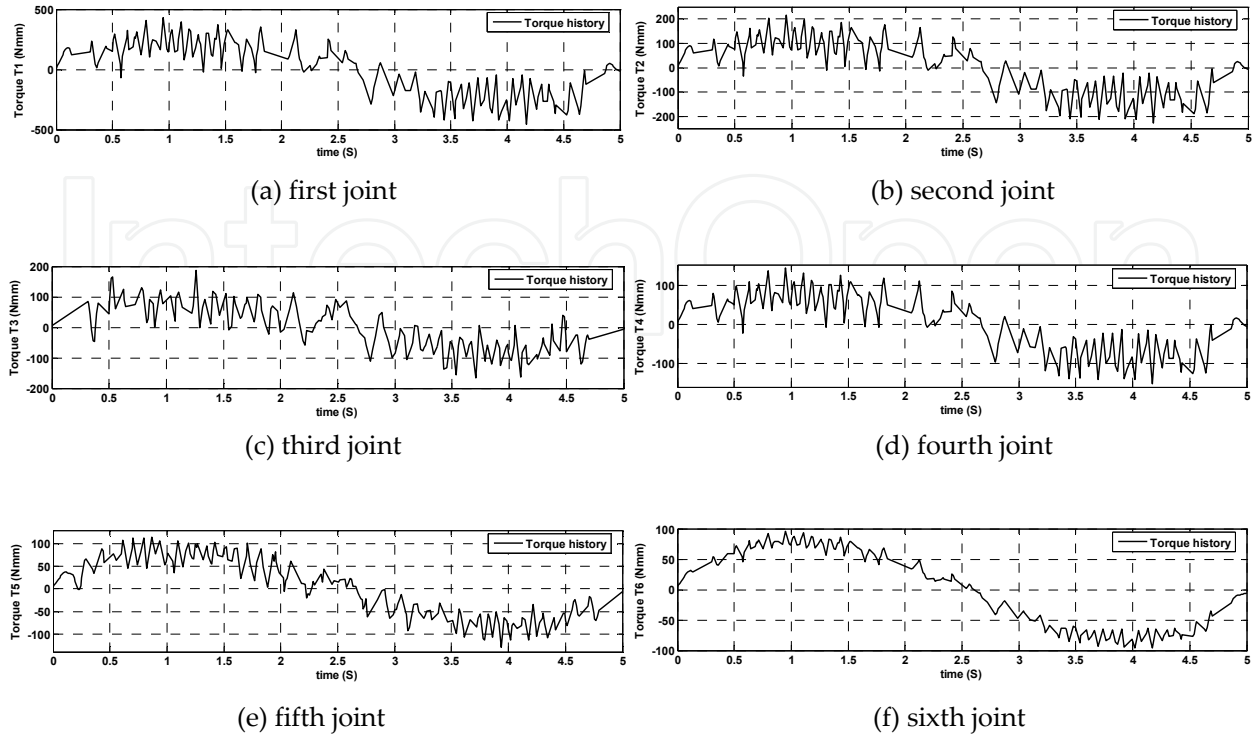 Torque T1 (Nmm)
500
0
-500
Torque history
0 0.5 1 1.5 2 2.5 3 3.5 4 4.5 5
time (S)
(a) first joint
Torque T2 (Nmm)
200
100
0
-100
-200
Torque history
0 0.5 1 1.5 2 2.5 3 3.5 4 4.5 5
time (S)
(b) second joint
IntechOpen
Torque T3 (Nmm)
200
100
0
-100
-200
Torque history
0 0.5 1 1.5 2 2.5 3 3.5 4 4.5 5
time (S)
(c) third joint
Torque T4 (Nmm)
100
0
-100
Torque history
0 0.5 1 1.5 2 2.5 3 3.5 4 4.5 5
time (S)
(d) fourth joint
Torque T5 (Nmm)
100
50
0
-50
-100
Torque history
0 0.5 1 1.5 2 2.5 3 3.5 4 4.5 5
time (S)
(e) fifth joint
Torque T6 (Nmm)
100
50
0
-50
-100
Torque history
0 0.5 1 1.5 2 2.5 3 3.5 4 4.5 5
time (S)
(f) sixth joint